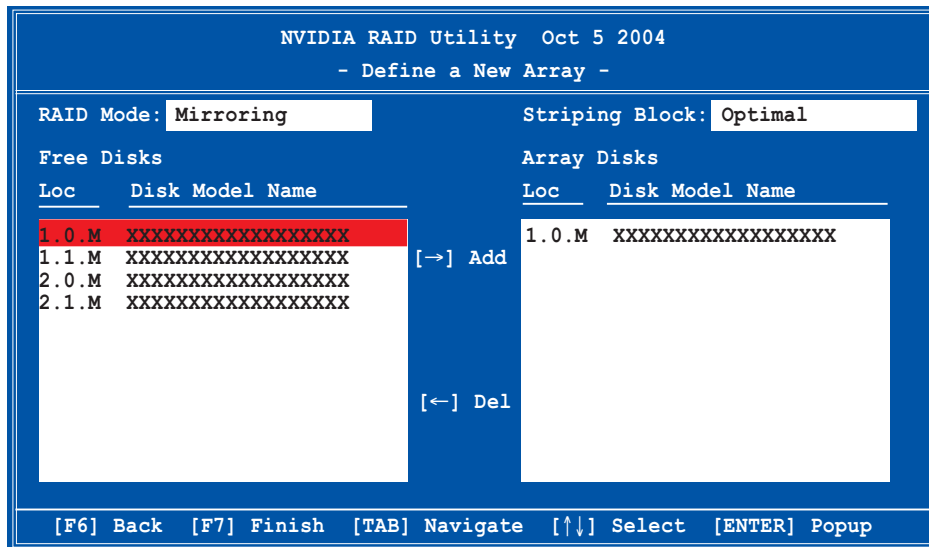 NVIDIA RAID Utility  Oct 5 2004
- Define a New Array -
RAID Mode: Mirroring
Striping Block: Optimal
Free Disks
Array Disks
Loc  Disk Model Name
Loc  Disk Model Name
1.0.M  XXXXXXXXXXXXXXXXXX
1.1.M  XXXXXXXXXXXXXXXXXX
2.0.M  XXXXXXXXXXXXXXXXXX
2.1.M  XXXXXXXXXXXXXXXXXX
[→] Add
[←] Del
1.0.M  XXXXXXXXXXXXXXXXXX
[F6] Back  [F7] Finish  [TAB] Navigate  [↑↓] Select  [ENTER] Popup